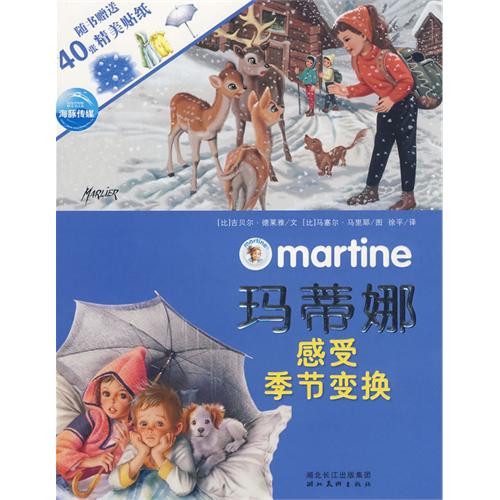 随书赠送
40张精美贴纸
海豚传媒
MARLIER
[比]吉贝尔·德莱雅/文 [比]马塞尔·马里耶/图 徐平/译
martine
martine
玛蒂娜
感受
季节变换
湖北长江出版集团
湖北美术出版社